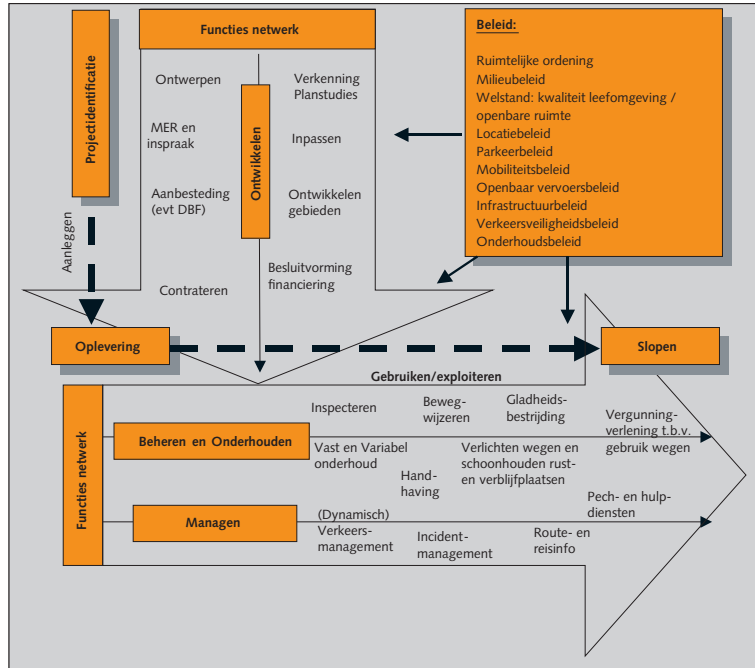 Projectidentificatie
Functies netwerk
Ontwerpen
Verkenning
Planstudies
MER en
inspraak
Inpassen
Ontwikkelen
Aanbesteding
(evt DBF)
Ontwikkelen
gebieden
Besluitvorming
financiering
Contrateren
Aanleggen
Beleid:
Ruimtelijke ordening
Milieubeleid
Welstand: kwaliteit leefomgeving /
openbare ruimte
Locatiebeleid
Parkeerbeleid
Mobiliteitsbeleid
Openbaar vervoersbeleid
Infrastructuurbeleid
Verkeersveiligheidsbeleid
Onderhoudsbeleid
Oplevering
Slopen
Gebruiken/exploiteren
Functies netwerk
Beheren en Onderhouden
Inspecteren
Beweg-
wijzeren
Gladheids-
bestrijding
Vergunning-
verlening t.b.v.
gebruik wegen
Vast en Variabel
onderhoud
Hand-
having
Verlichten wegen en
schoonhouden rust-
en verblijfplaatsen
Managen
(Dynamisch)
Verkeers-
management
Incident-
management
Route- en
reisinfo
Pech- en hulp-
diensten